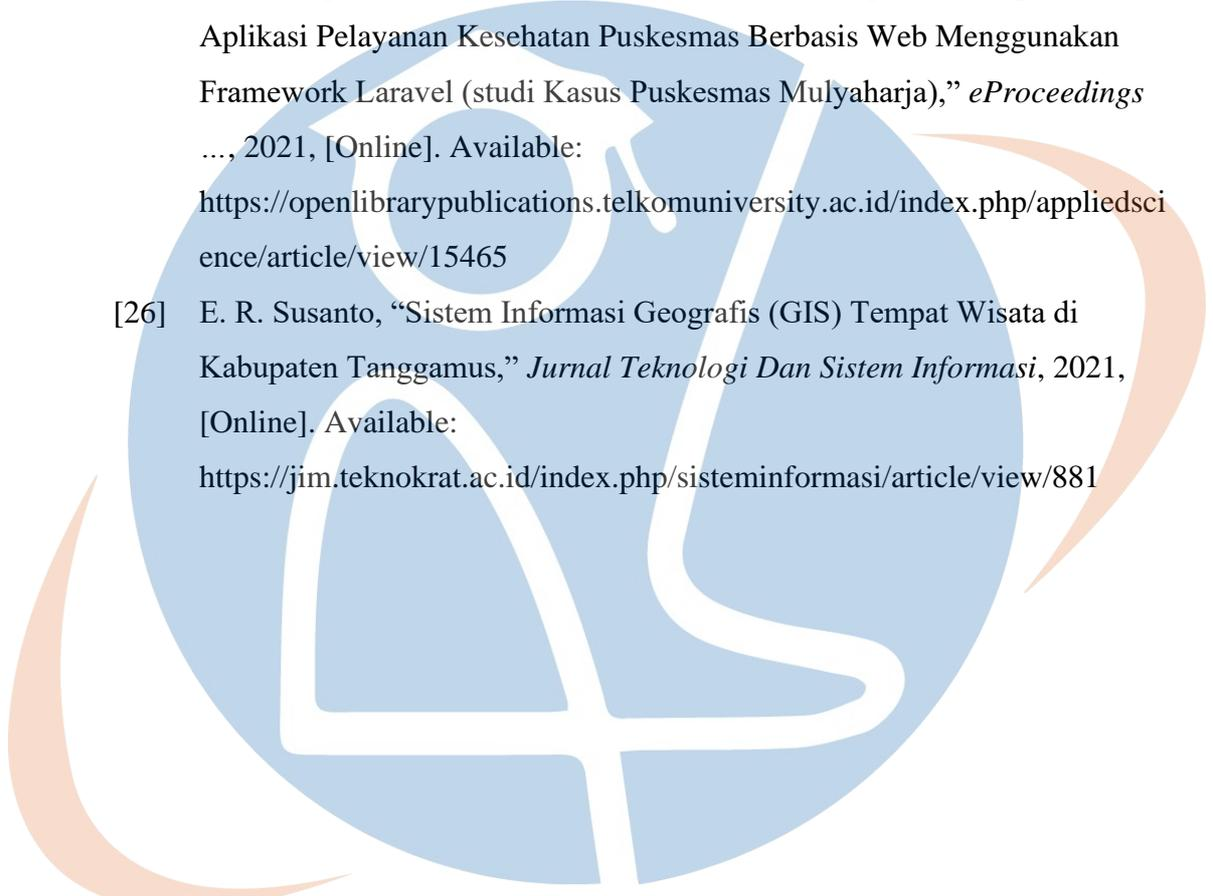 Aplikasi Pelayanan Kesehatan Puskesmas Berbasis Web Menggunakan
Framework Laravel (studi Kasus Puskesmas Mulyaharja),” eProceedings
..., 2021, [Online]. Available:
https://openlibrarypublications.telkomuniversity.ac.id/index.php/appliedsci
ence/article/view/15465
[26] E. R. Susanto, “Sistem Informasi Geografis (GIS) Tempat Wisata di
Kabupaten Tanggamus,” Jurnal Teknologi Dan Sistem Informasi, 2021,
[Online]. Available:
https://jim.teknokrat.ac.id/index.php/sisteminformasi/article/view/881